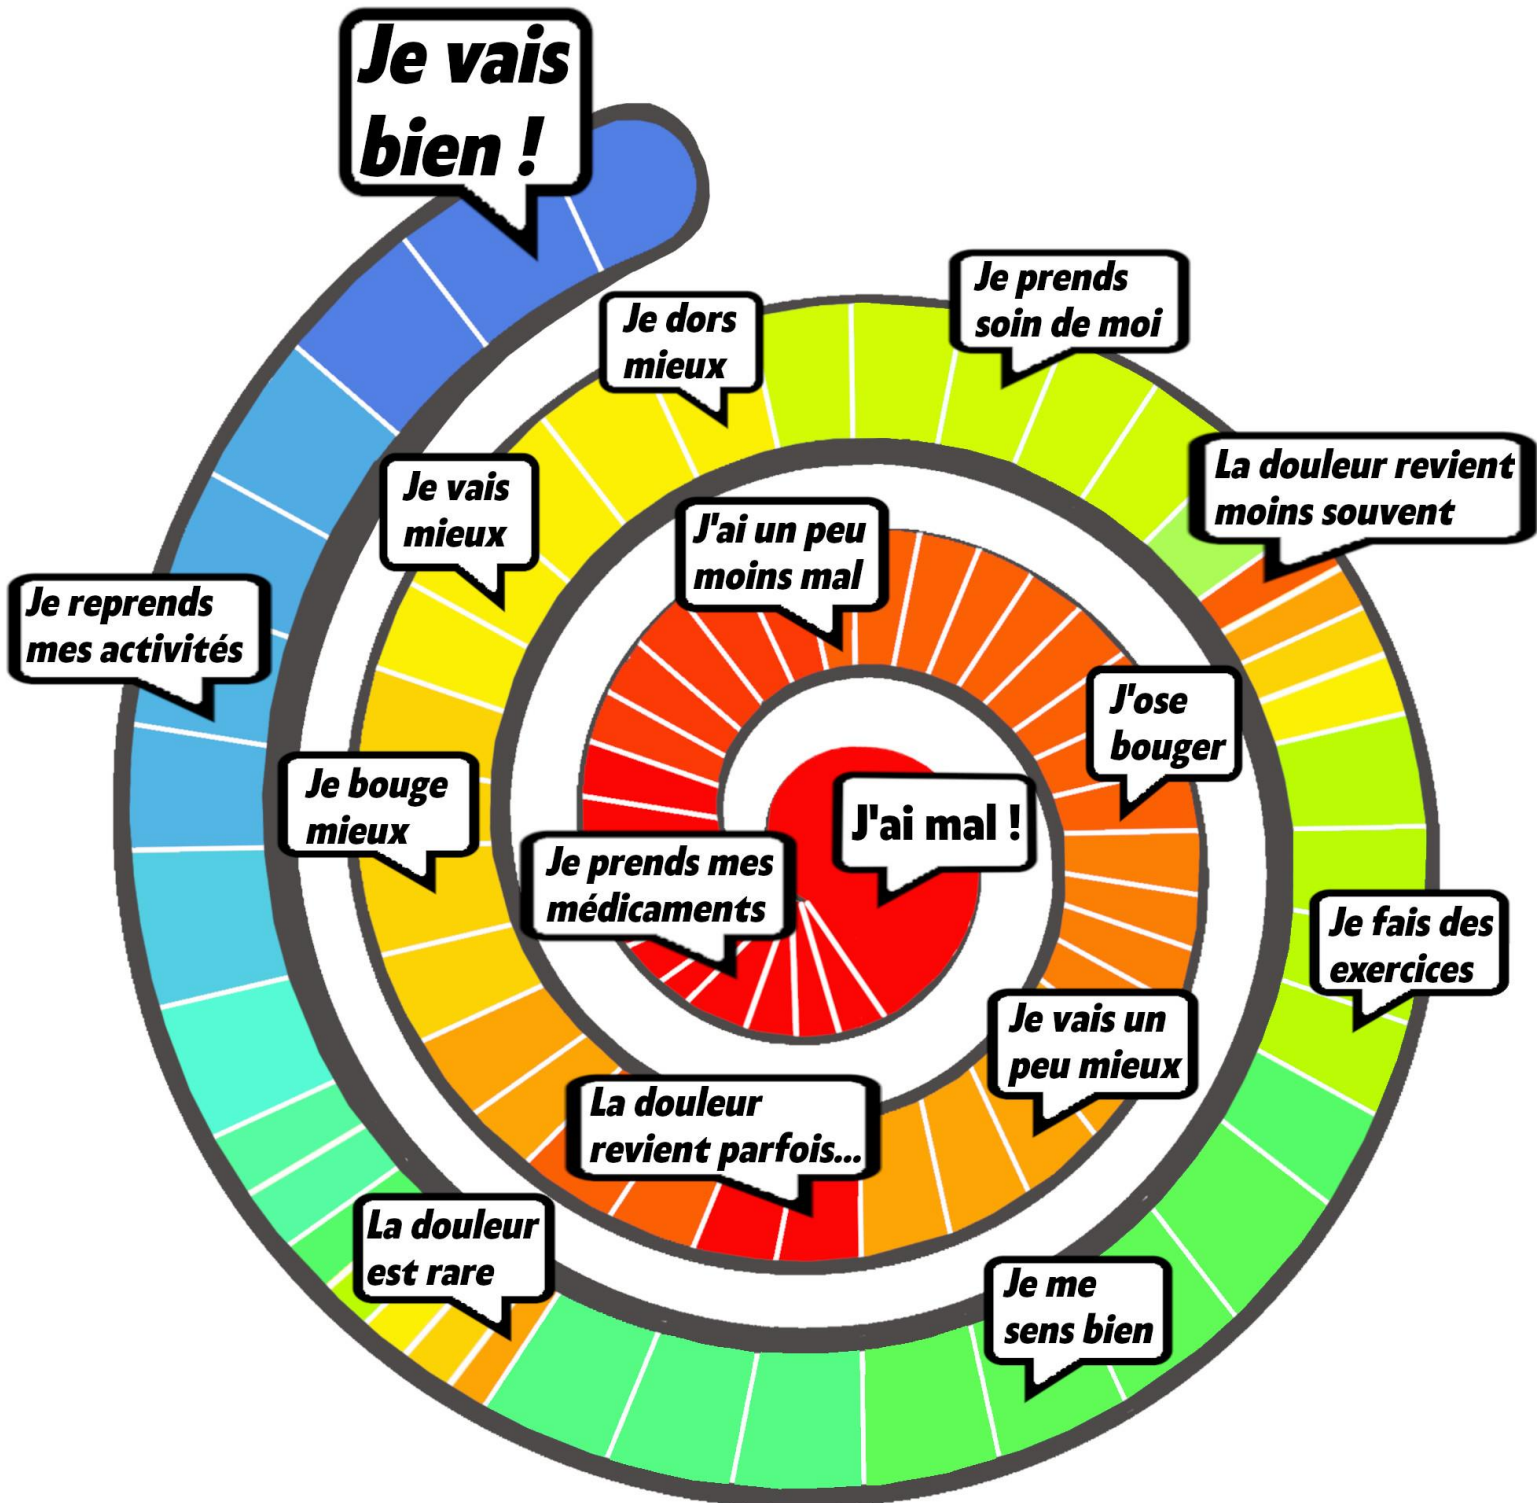 Je vais
bien !
Je prends
soin de moi
Je dors
mieux
La douleur revient
moins souvent
Je vais
mieux
J'ai un peu
moins mal
Je reprends
mes activités
J'ose
bouger
Je bouge
mieux
J'ai mal !
Je prends mes
médicaments
Je fais des
exercices
Je vais un
peu mieux
La douleur
revient parfois...
La douleur
est rare
Je me
sens bien